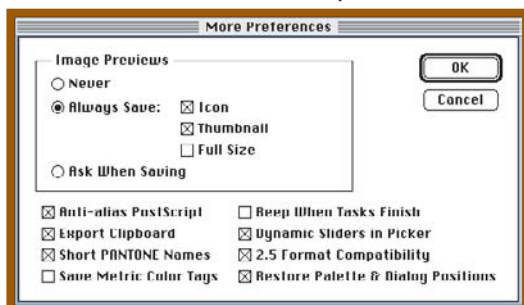 More Preferences
Image Previews
Never
Always Save: Icon
Thumbnail
Full Size
Ask When Saving
OK
Cancel
Anti-alias PostScript
Export Clipboard
Short PANTONE Names
Save Metric Color Tags
Beep When Tasks Finish
Dynamic Sliders in Picker
2.5 Format Compatibility
Restore Palette & Dialog Positions